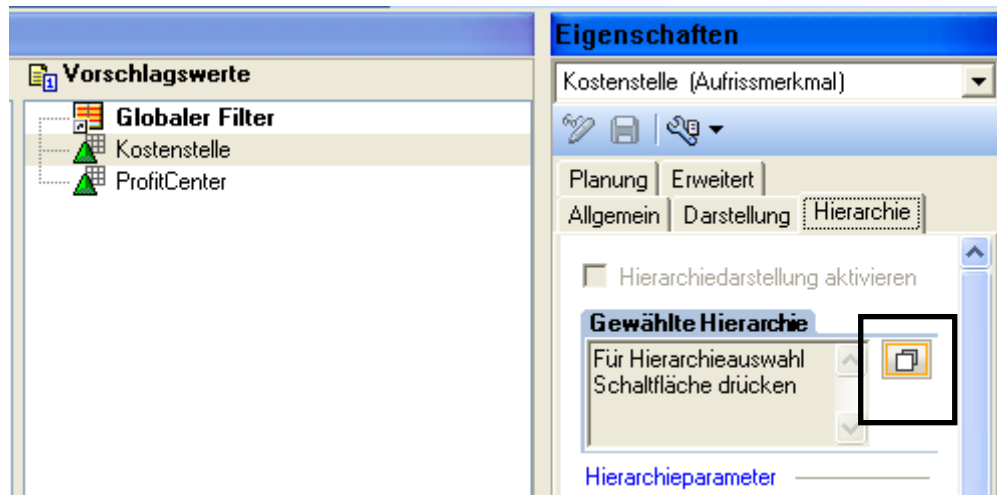 Vorschlagswerte
Globaler Filter
Kostenstelle
ProfitCenter
Eigenschaften
Kostenstelle (Aufrissmerkmal)
Planung Erweitert
Allgemein Darstellung Hierarchie
Hierarchiedarstellung aktivieren
Gewählte Hierarchie
Für Hierarchieauswahl
Schaltfläche drücken
Hierarchieparameter